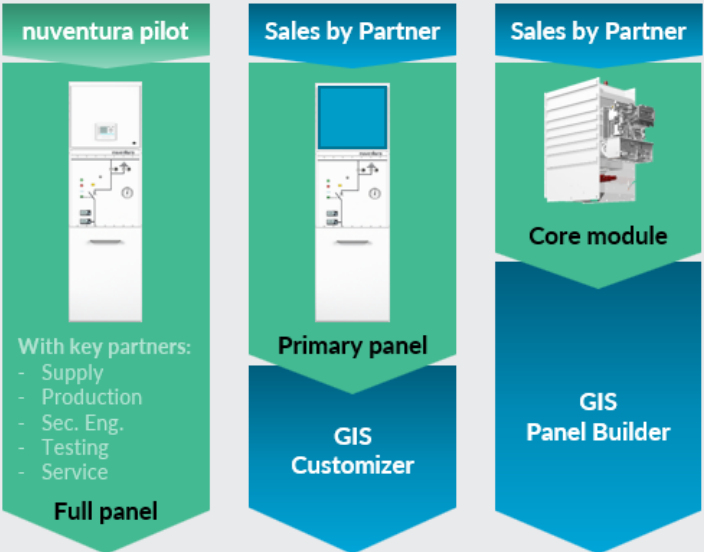 nuventura pilot
With key partners:
- Supply
- Production
- Sec. Eng.
- Testing
- Service
Full panel
Sales by Partner
Primary panel
GIS
Customizer
Sales by Partner
Core module
GIS
Panel Builder